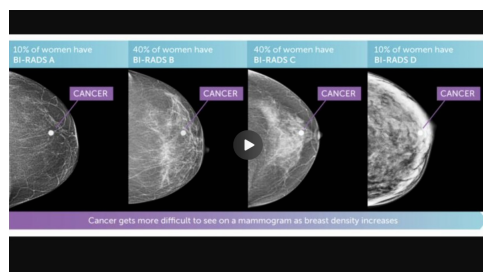 10% of women have
BI-RADS A
40% of women have
BI-RADS B
40% of women have
BI-RADS C
10% of women have
BI-RADS D
CANCER
CANCER
CANCER
CANCER
Cancer gets more difficult to see on a mammogram as breast density increases